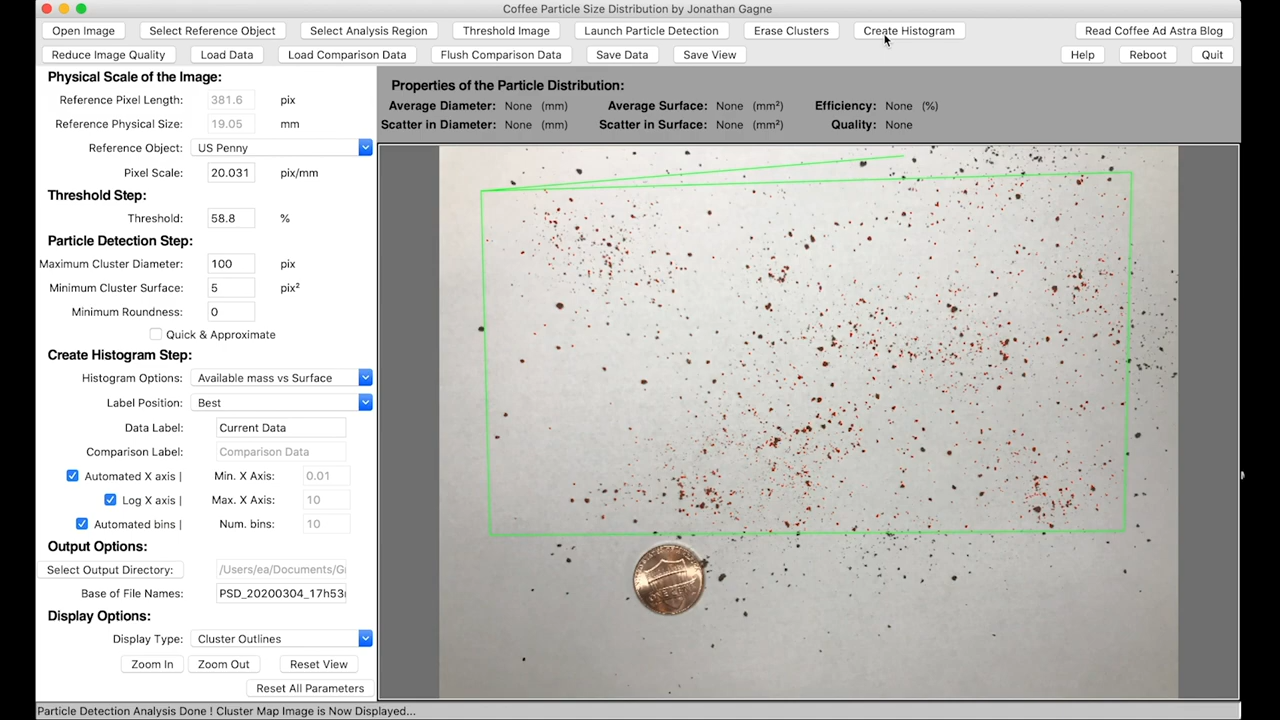 Coffee Particle Size Distribution by Jonathan Gagne
Open Image Select Reference Object Select Analysis Region Threshold Image Launch Particle Detection Erase Clusters Create Histogram Read Coffee Ad Astra Blog
Reduce Image Quality Load Data Load Comparison Data Flush Comparison Data Save Data Save View Help Reboot Quit
Physical Scale of the Image:
Reference Pixel Length: 381.6 pix
Reference Physical Size: 19.05 mm
Reference Object: US Penny
Pixel Scale: 20.031 pix/mm
Threshold Step:
Threshold: 58.8 %
Particle Detection Step:
Maximum Cluster Diameter: 100 pix
Minimum Cluster Surface: 5 pix²
Minimum Roundness: 0
Quick & Approximate
Create Histogram Step:
Histogram Options: Available mass vs Surface
Label Position: Best
Data Label: Current Data
Comparison Label: Comparison Data
Automated X axis | Min. X Axis: 0.01
Log X axis | Max. X Axis: 10
Automated bins | Num. bins: 10
Output Options:
Select Output Directory: /Users/ea/Documents/Gi
Base of File Names: PSD_20200304_17h53
Display Options:
Display Type: Cluster Outlines
Zoom In Zoom Out Reset View
Reset All Parameters
Properties of the Particle Distribution:
Average Diameter: None (mm) Average Surface: None (mm²) Efficiency: None (%)
Scatter in Diameter: None (mm) Scatter in Surface: None (mm²) Quality: None
Particle Detection Analysis Done ! Cluster Map Image is Now Displayed...